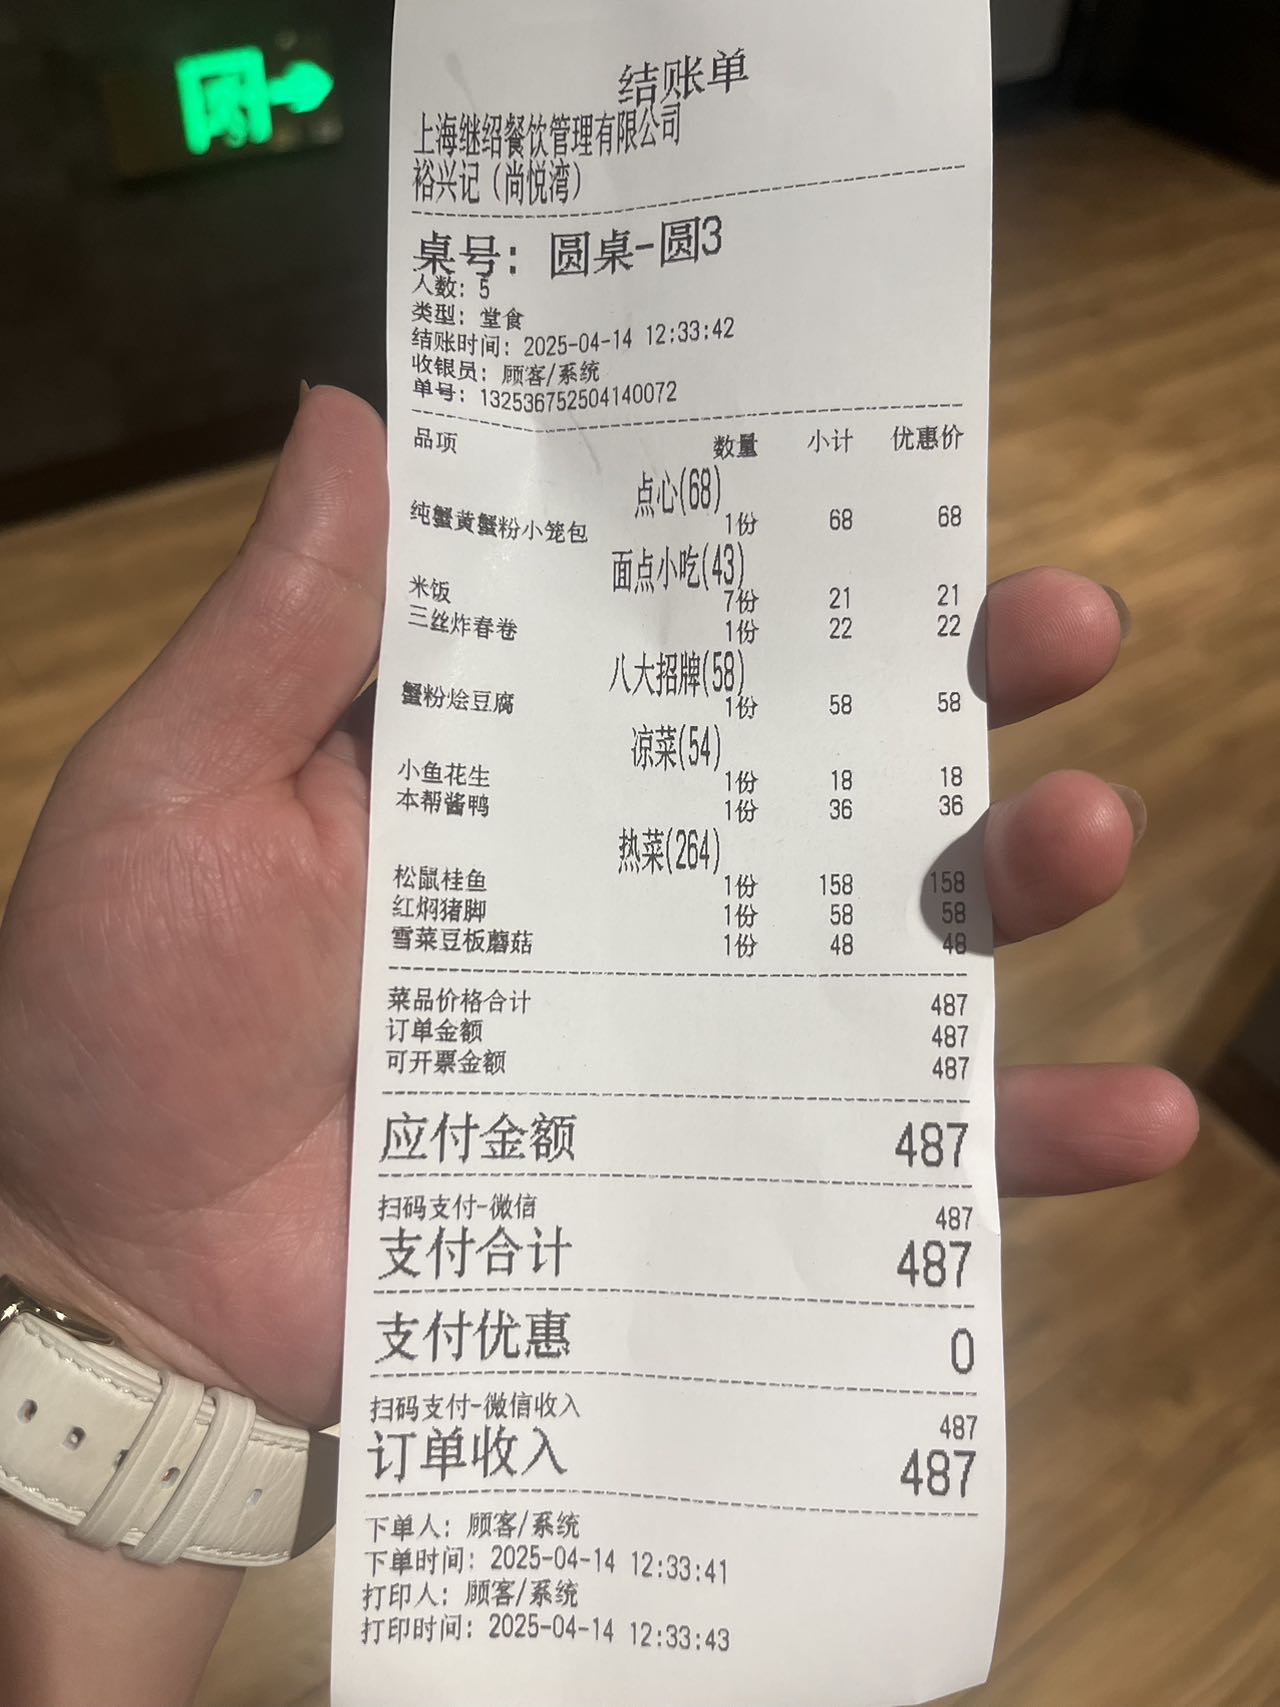 结账单
上海继绍餐饮管理有限公司
裕兴记（尚悦湾）
桌号: 圆桌-圆3
人数: 5
类型: 堂食
结账时间: 2025-04-14 12:33:42
收银员: 顾客/系统
单号: 132536752504140072
品项 数量 小计 优惠价
点心(68)
纯蟹黄蟹粉小笼包 1份 68 68
面点小吃(43)
米饭 7份 21 21
三丝炸春卷 1份 22 22
八大招牌(58)
蟹粉烩豆腐 1份 58 58
凉菜(54)
小鱼花生 1份 18 18
本帮酱鸭 1份 36 36
热菜(264)
松鼠桂鱼 1份 158 158
红焖猪脚 1份 58 58
雪菜豆板蘑菇 1份 48 48
菜品价格合计 487
订单金额 487
可开票金额 487
应付金额 487
扫码支付-微信 487
支付合计 487
支付优惠 0
扫码支付-微信收入 487
订单收入 487
下单人: 顾客/系统
下单时间: 2025-04-14 12:33:41
打印人: 顾客/系统
打印时间: 2025-04-14 12:33:43